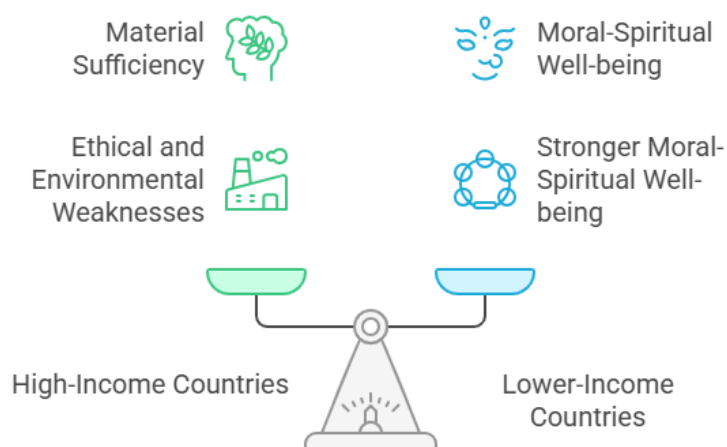 Material
Sufficiency
Moral-Spiritual
Well-being
Ethical and
Environmental
Weaknesses
Stronger Moral-
Spiritual Well-
being
High-Income Countries
Lower-Income
Countries